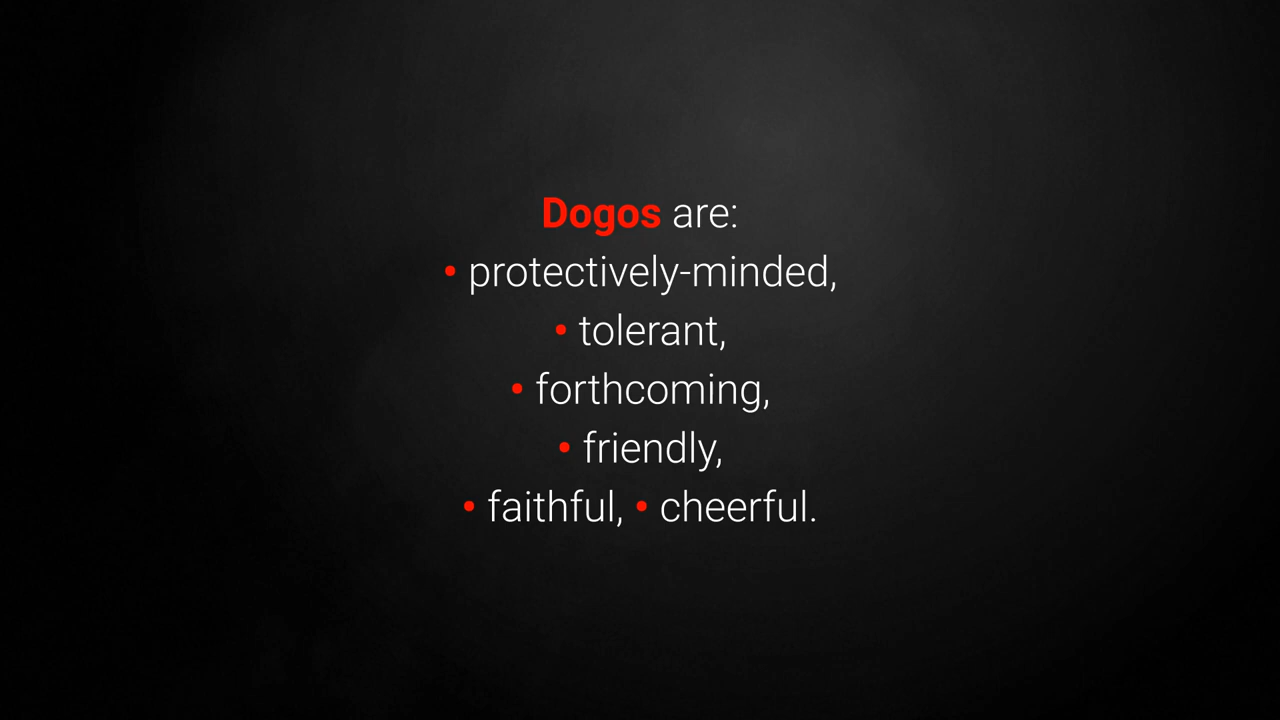 Dogos are:
• protectively-minded,
• tolerant,
• forthcoming,
• friendly,
• faithful, • cheerful.